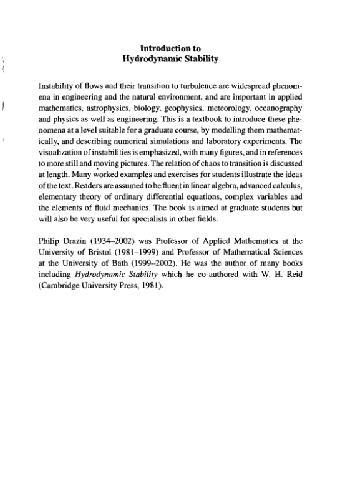 Introduction to
Hydrodynamic Stability
Instability of flows and their transition to turbulence are widespread phenom-
ena in engineering and the natural environment, and are important in applied
mathematics, astrophysics, biology, geophysics, meteorology, oceanography
and physics as well as engineering. This is a textbook to introduce these phe-
nomena at a level suitable for a graduate course, by modelling them mathemat-
ically, and describing numerical simulations and laboratory experiments. The
visualization of instabilities is emphasized, with many figures, and in references
to more still and moving pictures. The relation of chaos to transition is discussed
at length. Many worked examples and exercises for students illustrate the ideas
of the text. Readers are assumed to be fluent in linear algebra, advanced calculus,
elementary theory of ordinary differential equations, complex variables and
the elements of fluid mechanics. The book is aimed at graduate students but
will also be very useful for specialists in other fields.
Philip Drazin (1934–2002) was Professor of Applied Mathematics at the
University of Bristol (1981–1999) and Professor of Mathematical Sciences
at the University of Bath (1999–2002). He was the author of many books
including Hydrodynamic Stability which he co-authored with W. H. Reid
(Cambridge University Press, 1981).